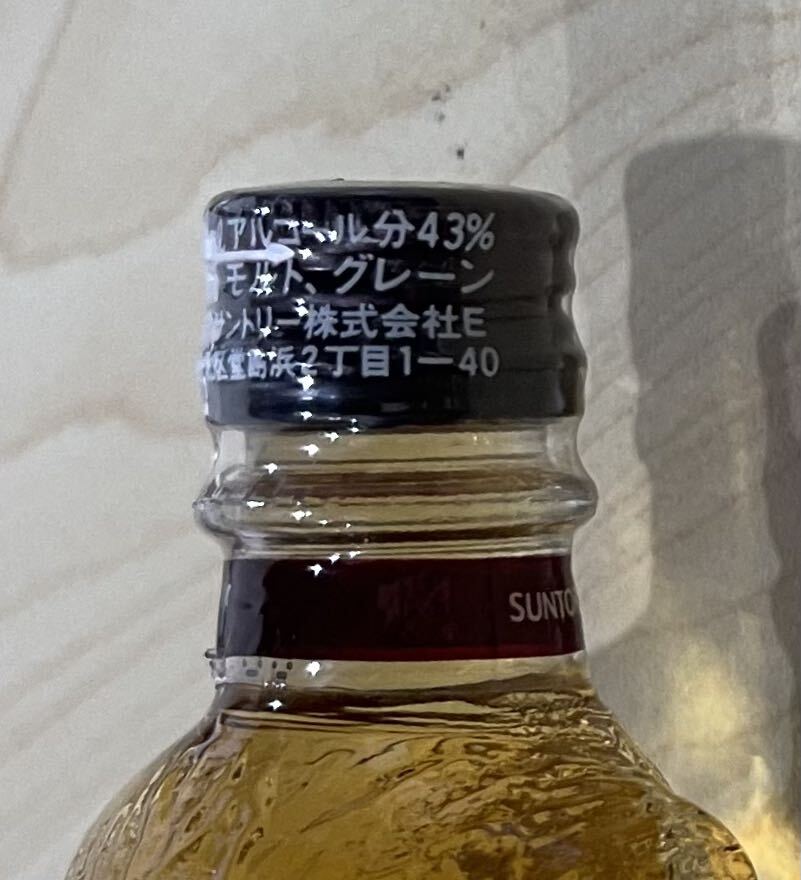 アルコール分43%
モルト、グレーン
サントリー株式会社E
区堂島浜2丁目1-40
SUNTO